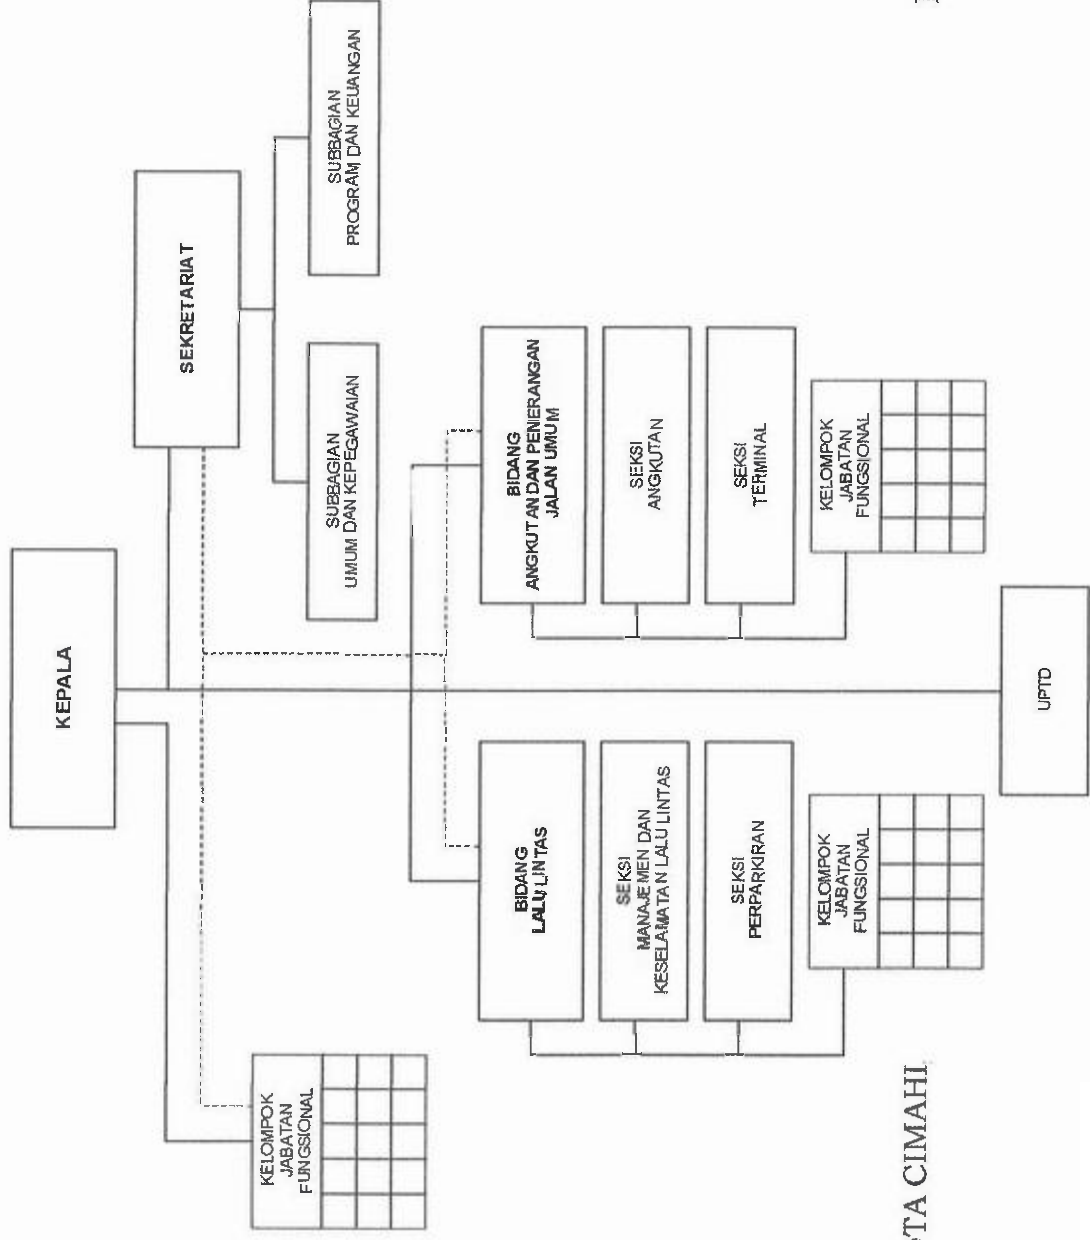 KEPALA
SEKRETARIAT
KELOMPOK
JABATAN
FUNGSIONAL
SUBBAGIAN
UMUM DAN KEPEGAWAIAN
SUBBAGIAN
PROGRAM DAN KEUANGAN
BIDANG
LALU LINTAS
BIDANG
ANGKUTAN DAN PENERANGAN
JALAN UMUM
SEKSI
MANAJEMEN DAN
KESELAMATAN LALU LINTAS
SEKSI
ANGKUTAN
SEKSI
PERPARKIRAN
SEKSI
TERMINAL
KELOMPOK
JABATAN
FUNGSIONAL
KELOMPOK
JABATAN
FUNGSIONAL
UPTD
TA CIMAHI,